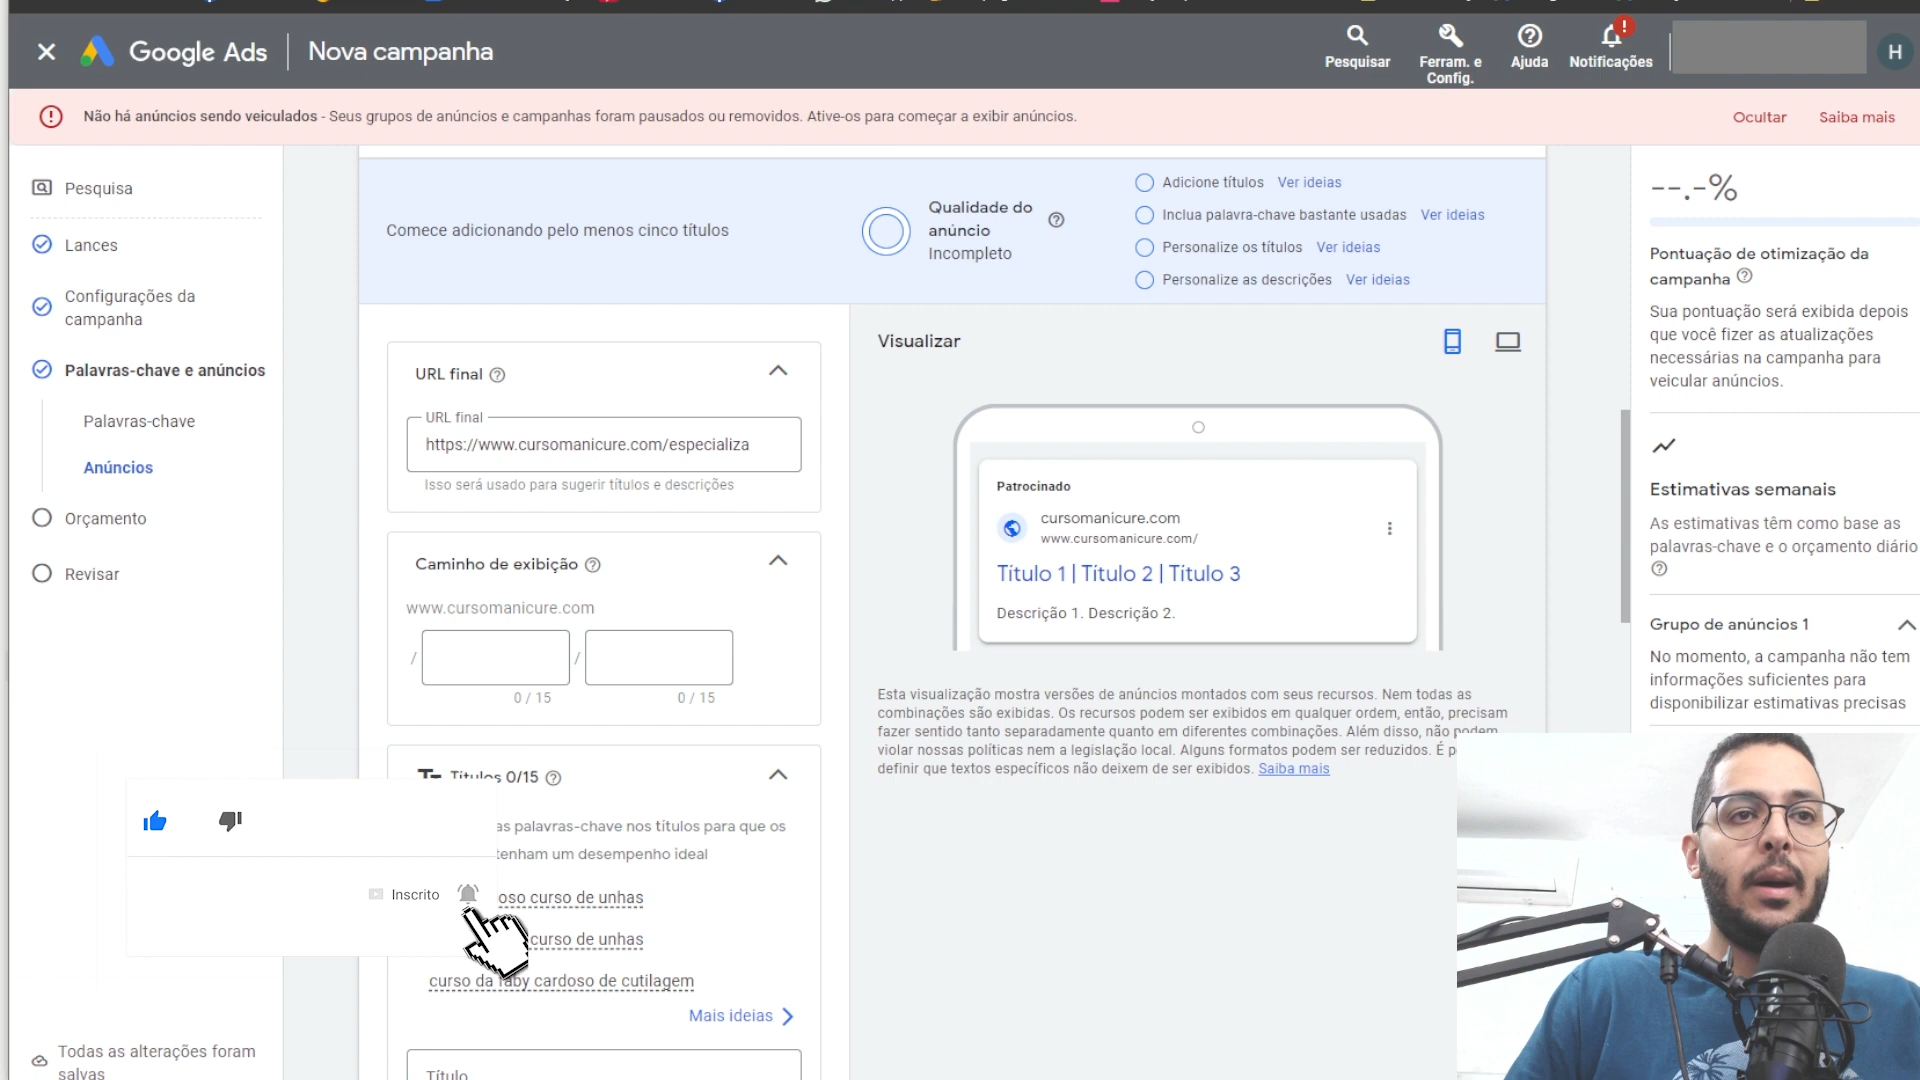 Google Ads
Nova campanha
Pesquisar
Ferram. e
Config.
Ajuda
Notificações
H
Não há anúncios sendo veiculados - Seus grupos de anúncios e campanhas foram pausados ou removidos. Ative-os para começar a exibir anúncios.
Ocultar
Saiba mais
Pesquisa
Lances
Configurações da
campanha
Palavras-chave e anúncios
Palavras-chave
Anúncios
Orçamento
Revisar
Todas as alterações foram
salvas
Comece adicionando pelo menos cinco títulos
Qualidade do
anúncio
Incompleto
Adicione títulos Ver ideias
Inclua palavra-chave bastante usadas Ver ideias
Personalize os títulos Ver ideias
Personalize as descrições Ver ideias
URL final
URL final
https://www.cursomanicure.com/especializa
Isso será usado para sugerir títulos e descrições
Caminho de exibição
www.cursomanicure.com
/ /
0 / 15 0 / 15
Títulos 0/15
as palavras-chave nos títulos para que os
tenham um desempenho ideal
oso curso de unhas
curso de unhas
curso da faby cardoso de cutilagem
Mais ideias
Título
Inscrito
Visualizar
Patrocinado
cursomanicure.com
www.cursomanicure.com/
Título 1 | Título 2 | Título 3
Descrição 1. Descrição 2.
Esta visualização mostra versões de anúncios montados com seus recursos. Nem todas as
combinações são exibidas. Os recursos podem ser exibidos em qualquer ordem, então, precisam
fazer sentido tanto separadamente quanto em diferentes combinações. Além disso, não podem
violar nossas políticas nem a legislação local. Alguns formatos podem ser reduzidos. É
definir que textos específicos não deixem de ser exibidos. Saiba mais
--.-%
Pontuação de otimização da
campanha
Sua pontuação será exibida depois
que você fizer as atualizações
necessárias na campanha para
veicular anúncios.
Estimativas semanais
As estimativas têm como base as
palavras-chave e o orçamento diário
Grupo de anúncios 1
No momento, a campanha não tem
informações suficientes para
disponibilizar estimativas precisas